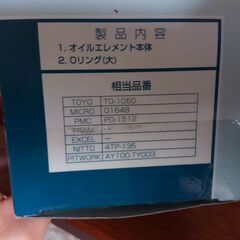 製品内容
1. オイルエレメント本体
2. Oリング(大)
相当品番
TOYO TO-1050
MICRO 01648
PMC PO-1512
FRAM
EXCEL ー
NITTO 4TP-135
PITWORK AY100-TY003